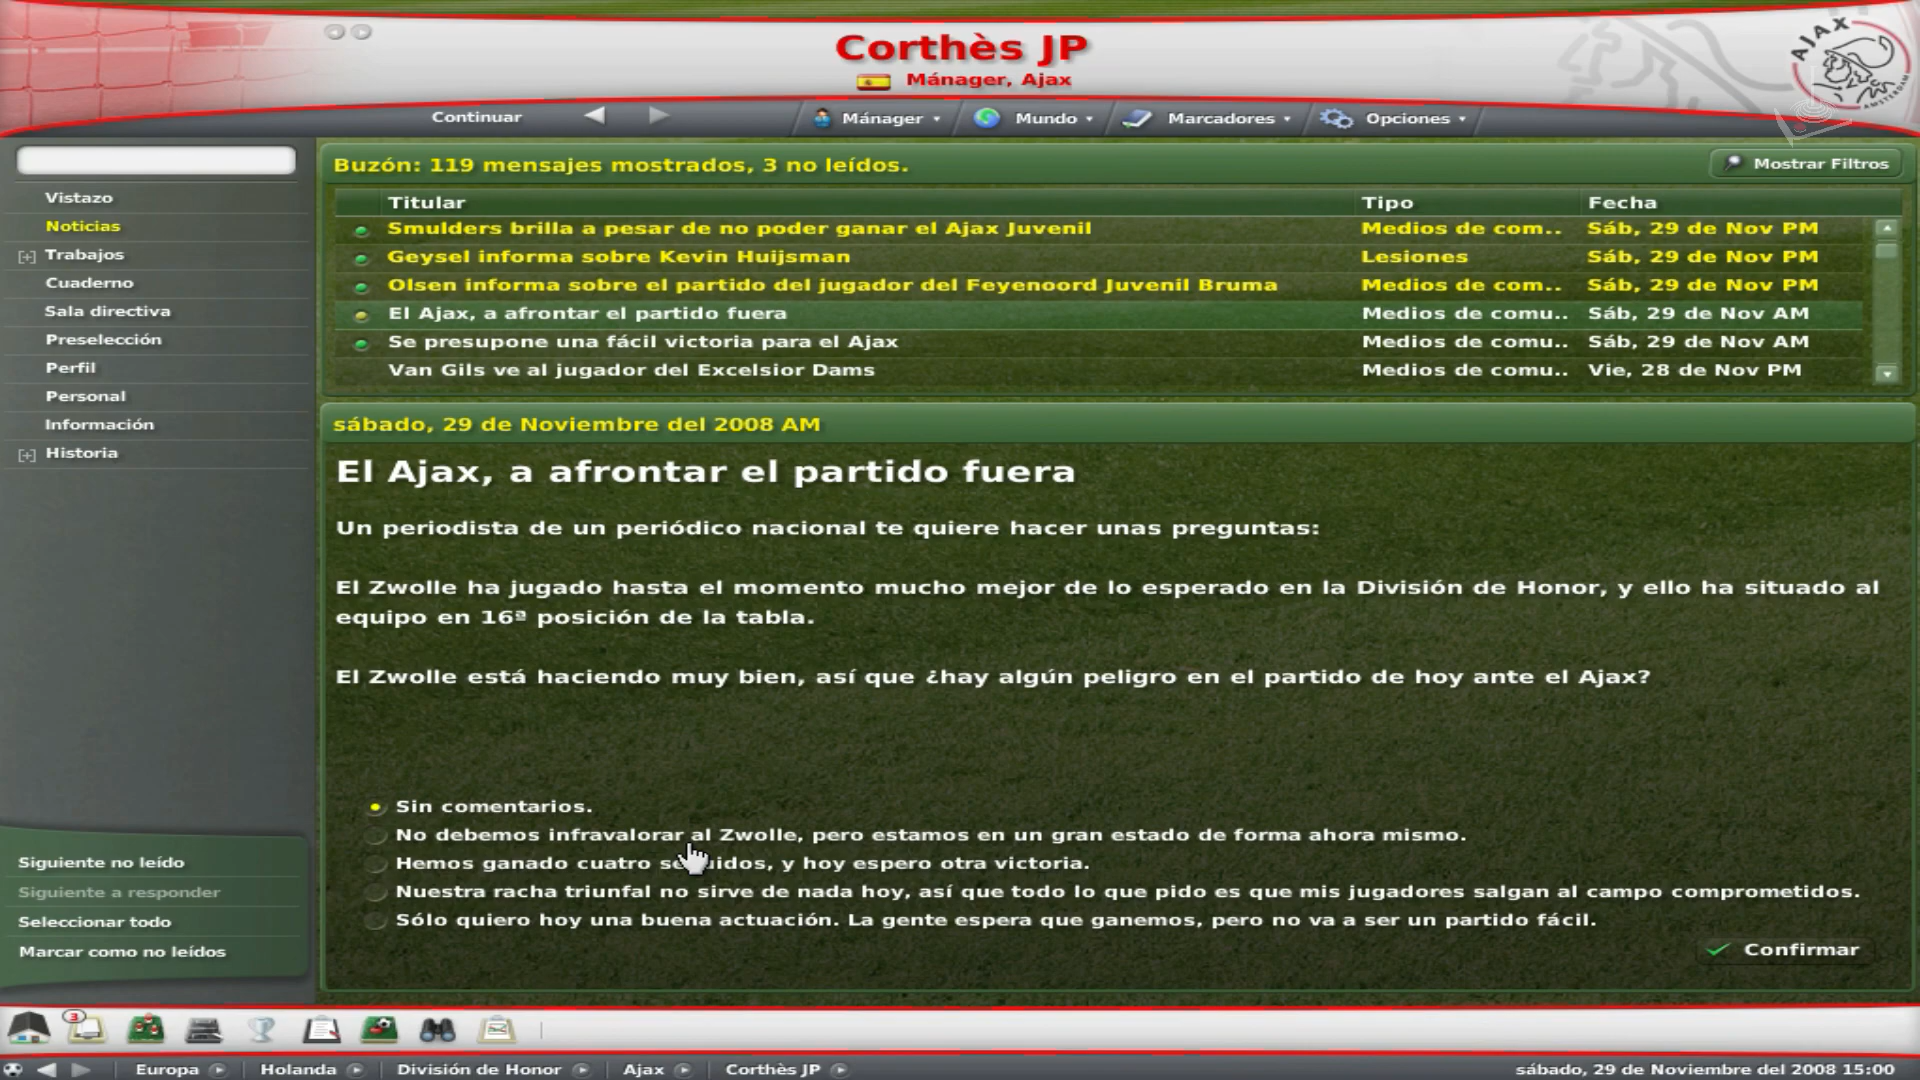 Corthès JP
Mánager, Ajax
AJAX
AMSTERDAM
Continuar
Mánager
Mundo
Marcadores
Opciones
Buzón: 119 mensajes mostrados, 3 no leídos.
Mostrar Filtros
Titular Tipo Fecha
Smulders brilla a pesar de no poder ganar el Ajax Juvenil Medios de com.. Sáb, 29 de Nov PM
Geysel informa sobre Kevin Huijsman Lesiones Sáb, 29 de Nov PM
Olsen informa sobre el partido del jugador del Feyenoord Juvenil Bruma Medios de com.. Sáb, 29 de Nov PM
El Ajax, a afrontar el partido fuera Medios de comu.. Sáb, 29 de Nov AM
Se presupone una fácil victoria para el Ajax Medios de comu.. Sáb, 29 de Nov AM
Van Gils ve al jugador del Excelsior Dams Medios de comu.. Vie, 28 de Nov PM
Vistazo
Noticias
[+] Trabajos
Cuaderno
Sala directiva
Preselección
Perfil
Personal
Información
[+] Historia
sábado, 29 de Noviembre del 2008 AM
El Ajax, a afrontar el partido fuera
Un periodista de un periódico nacional te quiere hacer unas preguntas:
El Zwolle ha jugado hasta el momento mucho mejor de lo esperado en la División de Honor, y ello ha situado al
equipo en 16ª posición de la tabla.
El Zwolle está haciendo muy bien, así que ¿hay algún peligro en el partido de hoy ante el Ajax?
Sin comentarios.
No debemos infravalorar al Zwolle, pero estamos en un gran estado de forma ahora mismo.
Hemos ganado cuatro seguidos, y hoy espero otra victoria.
Nuestra racha triunfal no sirve de nada hoy, así que todo lo que pido es que mis jugadores salgan al campo comprometidos.
Sólo quiero hoy una buena actuación. La gente espera que ganemos, pero no va a ser un partido fácil.
Confirmar
Siguiente no leído
Siguiente a responder
Seleccionar todo
Marcar como no leídos
3
Europa
Holanda
División de Honor
Ajax
Corthès JP
sábado, 29 de Noviembre del 2008 15:00